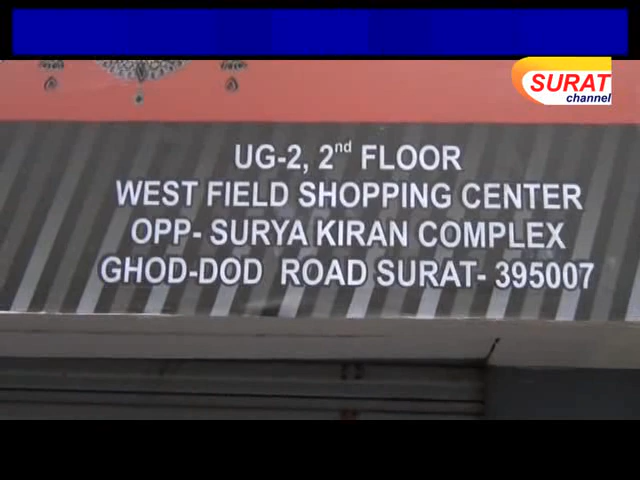 SURAT
channel
UG-2, 2nd FLOOR
WEST FIELD SHOPPING CENTER
OPP- SURYA KIRAN COMPLEX
GHOD-DOD ROAD SURAT- 395007